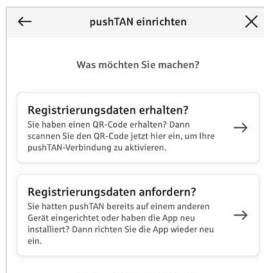 pushTAN einrichten
Was möchten Sie machen?
Registrierungsdaten erhalten?
Sie haben einen QR-Code erhalten? Dann
scannen Sie den QR-Code jetzt hier ein, um Ihre
pushTAN-Verbindung zu aktivieren.
Registrierungsdaten anfordern?
Sie hatten pushTAN bereits auf einem anderen
Gerät eingerichtet oder haben die App neu
installiert? Dann richten Sie die App wieder neu
ein.